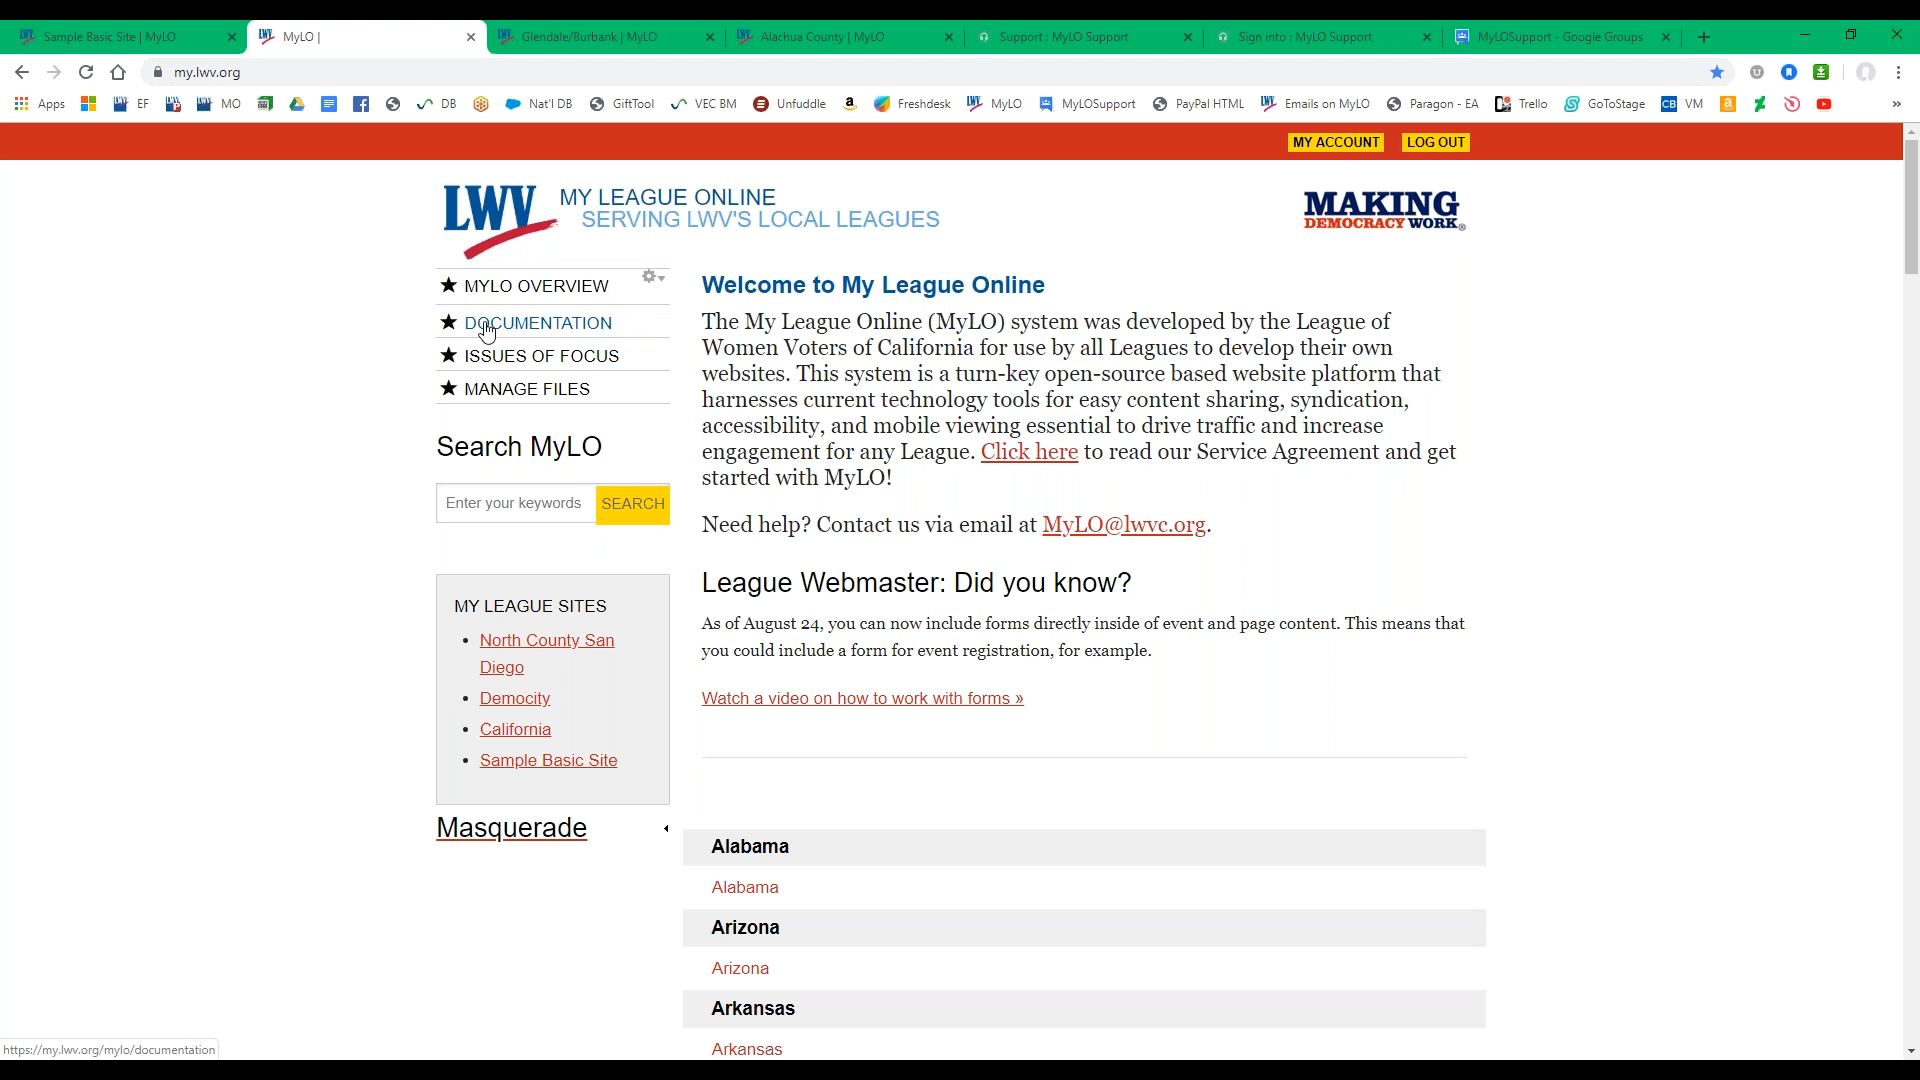 Sample Basic Site | MyLO
MyLO |
Glendale/Burbank | MyLO
Alachua County | MyLO
Support : MyLO Support
Sign into : MyLO Support
MyLOSupport - Google Groups
my.lwv.org
Apps
EF
MO
DB
Nat'l DB
GiftTool
VEC BM
Unfuddle
Freshdesk
MyLO
MyLOSupport
PayPal HTML
Emails on MyLO
Paragon - EA
Trello
GoToStage
CB
VM
»
MY ACCOUNT
LOG OUT
LWV
MY LEAGUE ONLINE
SERVING LWV'S LOCAL LEAGUES
MAKING
DEMOCRACY WORK®
MYLO OVERVIEW
DOCUMENTATION
ISSUES OF FOCUS
MANAGE FILES
Search MyLO
Enter your keywords
SEARCH
MY LEAGUE SITES
North County San
Diego
Democity
California
Sample Basic Site
Masquerade
Welcome to My League Online
The My League Online (MyLO) system was developed by the League of
Women Voters of California for use by all Leagues to develop their own
websites. This system is a turn-key open-source based website platform that
harnesses current technology tools for easy content sharing, syndication,
accessibility, and mobile viewing essential to drive traffic and increase
engagement for any League. Click here to read our Service Agreement and get
started with MyLO!
Need help? Contact us via email at MyLO@lwvc.org.
League Webmaster: Did you know?
As of August 24, you can now include forms directly inside of event and page content. This means that
you could include a form for event registration, for example.
Watch a video on how to work with forms »
Alabama
Alabama
Arizona
Arizona
Arkansas
Arkansas
https://my.lwv.org/mylo/documentation